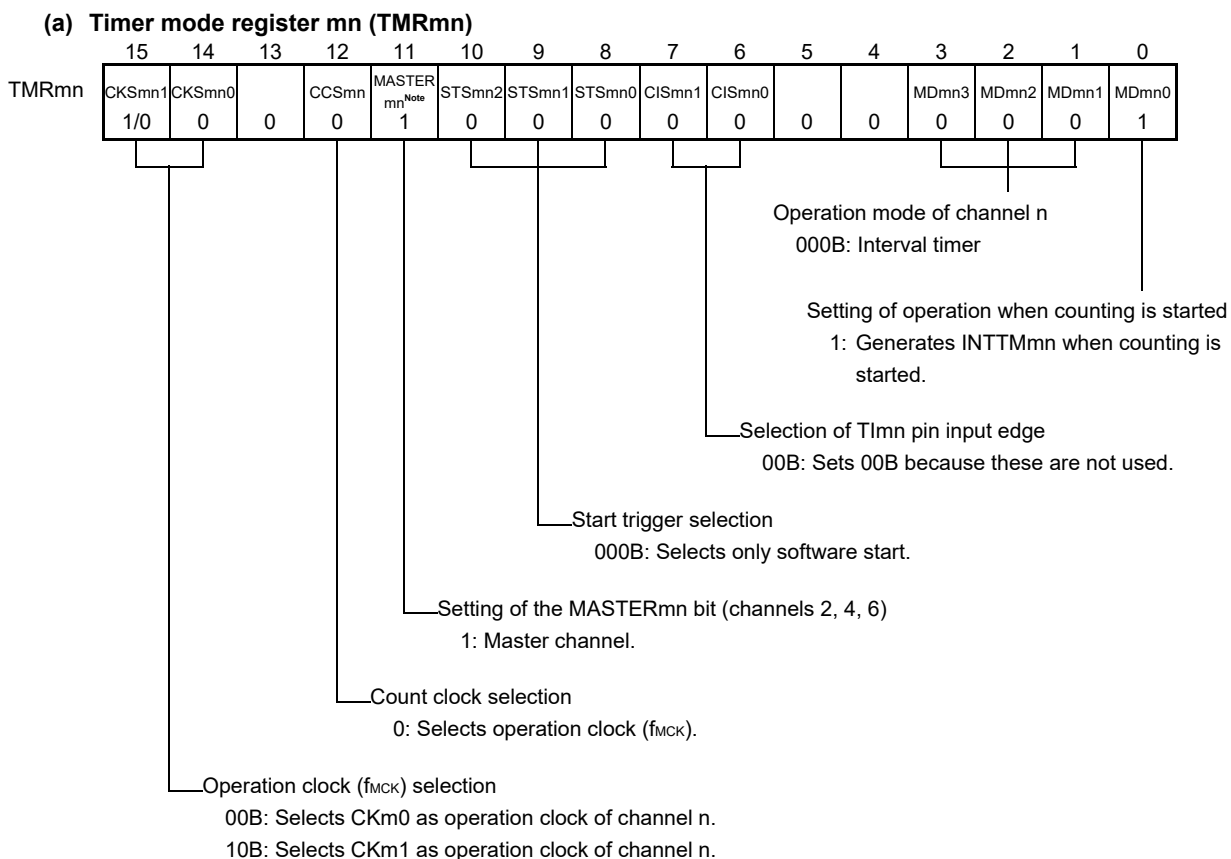 (a) Timer mode register mn (TMRmn)
15 14 13 12 11 10 9 8 7 6 5 4 3 2 1 0
TMRmn CKSmn1 CKSmn0 CCSmn MASTER STSmn2 STSmn1 STSmn0 CISmn1 CISmn0 MDmn3 MDmn2 MDmn1 MDmn0
mnNote
1/0 0 0 0 1 0 0 0 0 0 0 0 0 0 0 1
Operation mode of channel n
000B: Interval timer
Setting of operation when counting is started
1: Generates INTTMmn when counting is
started.
Selection of TImn pin input edge
00B: Sets 00B because these are not used.
Start trigger selection
000B: Selects only software start.
Setting of the MASTERmn bit (channels 2, 4, 6)
1: Master channel.
Count clock selection
0: Selects operation clock (fMCK).
Operation clock (fMCK) selection
00B: Selects CKm0 as operation clock of channel n.
10B: Selects CKm1 as operation clock of channel n.